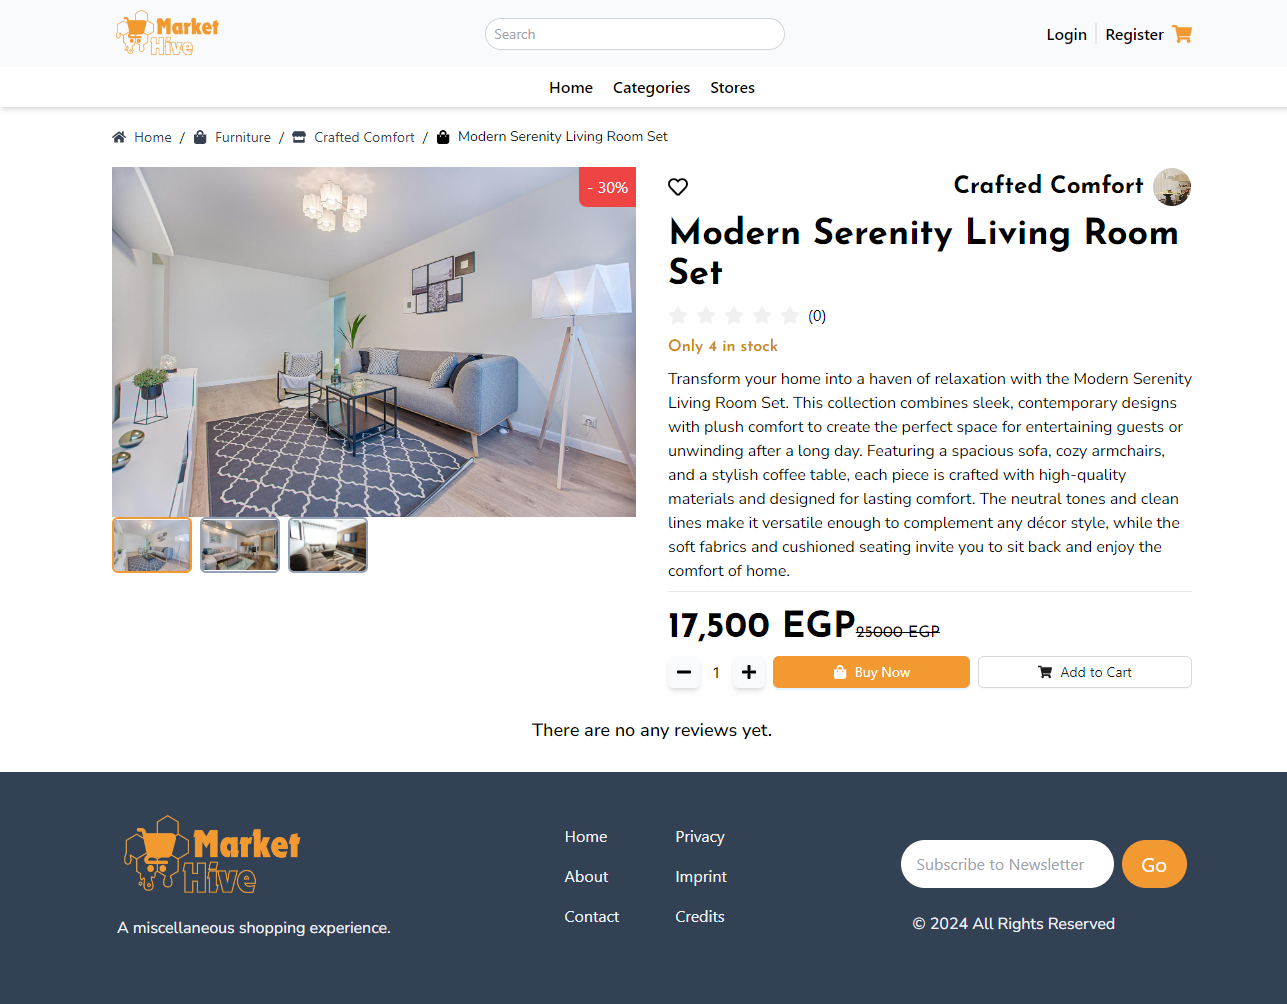 Market
Hive
Search
Login
Register
Home
Categories
Stores
Home / Furniture / Crafted Comfort / Modern Serenity Living Room Set
- 30%
Crafted Comfort
Modern Serenity Living Room
Set
(0)
Only 4 in stock
Transform your home into a haven of relaxation with the Modern Serenity
Living Room Set. This collection combines sleek, contemporary designs
with plush comfort to create the perfect space for entertaining guests or
unwinding after a long day. Featuring a spacious sofa, cozy armchairs,
and a stylish coffee table, each piece is crafted with high-quality
materials and designed for lasting comfort. The neutral tones and clean
lines make it versatile enough to complement any décor style, while the
soft fabrics and cushioned seating invite you to sit back and enjoy the
comfort of home.
17,500 EGP 25000 EGP
1
Buy Now
Add to Cart
There are no any reviews yet.
Market
Hive
A miscellaneous shopping experience.
Home
About
Contact
Privacy
Imprint
Credits
Subscribe to Newsletter
Go
© 2024 All Rights Reserved